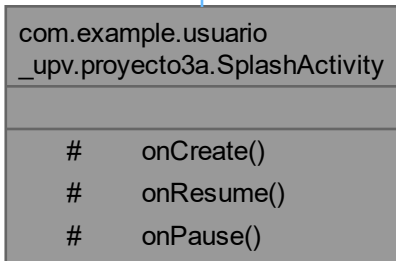 com.example.usuario
_upv.proyecto3a.SplashActivity
# onCreate()
# onResume()
# onPause()